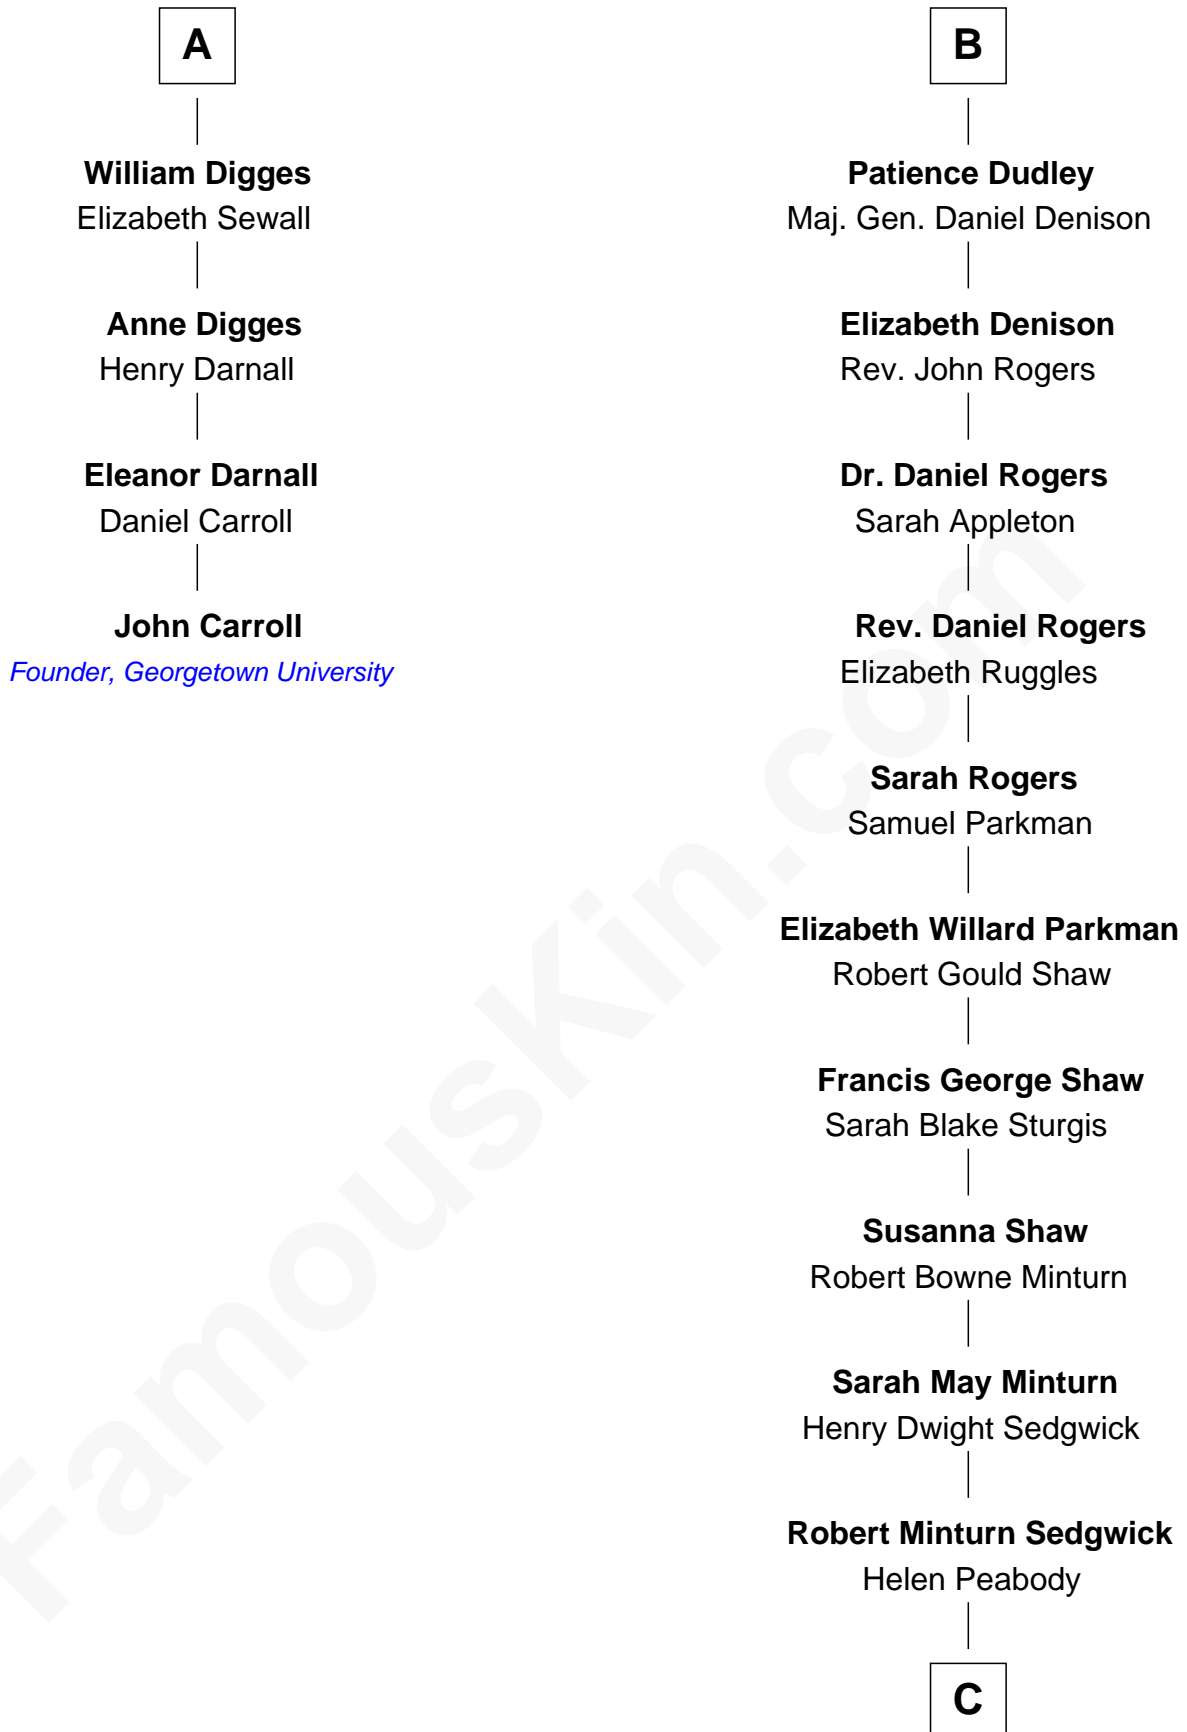 A
William Digges
Elizabeth Sewall
Anne Digges
Henry Darnall
Eleanor Darnall
Daniel Carroll
John Carroll
Founder, Georgetown University
B
Patience Dudley
Maj. Gen. Daniel Denison
Elizabeth Denison
Rev. John Rogers
Dr. Daniel Rogers
Sarah Appleton
Rev. Daniel Rogers
Elizabeth Ruggles
Sarah Rogers
Samuel Parkman
Elizabeth Willard Parkman
Robert Gould Shaw
Francis George Shaw
Sarah Blake Sturgis
Susanna Shaw
Robert Bowne Minturn
Sarah May Minturn
Henry Dwight Sedgwick
Robert Minturn Sedgwick
Helen Peabody
C
FamousKin.com